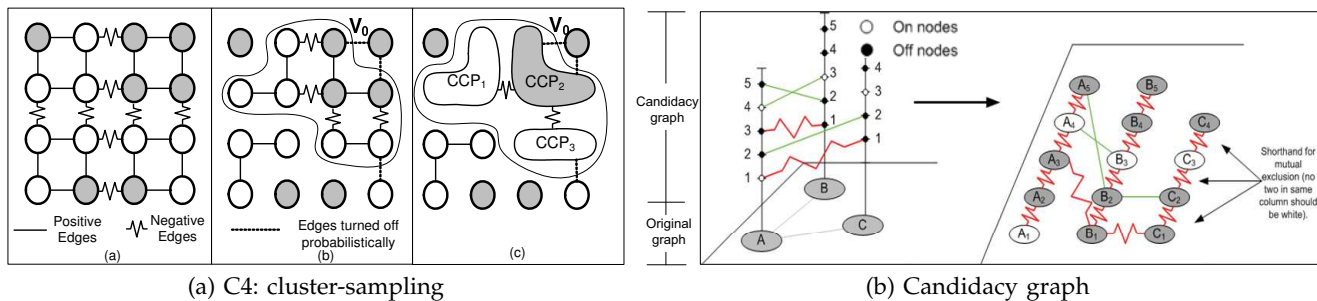 V₀
Positive Edges
Negative Edges
(a)
V₀
Edges turned off probabilistically
(b)
CCP₁
CCP₂
CCP₃
(c)
(a) C4: cluster-sampling
Candidacy graph
Original graph
5
4
3
2
1
5
4
3
2
1
4
3
2
1
On nodes
Off nodes
A
B
C
A₅
A₄
A₃
A₂
A₁
B₅
B₄
B₃
B₂
B₁
C₄
C₃
C₂
C₁
Shorthand for
mutual
exclusion (no
two in same
column should
be white).
(b) Candidacy graph